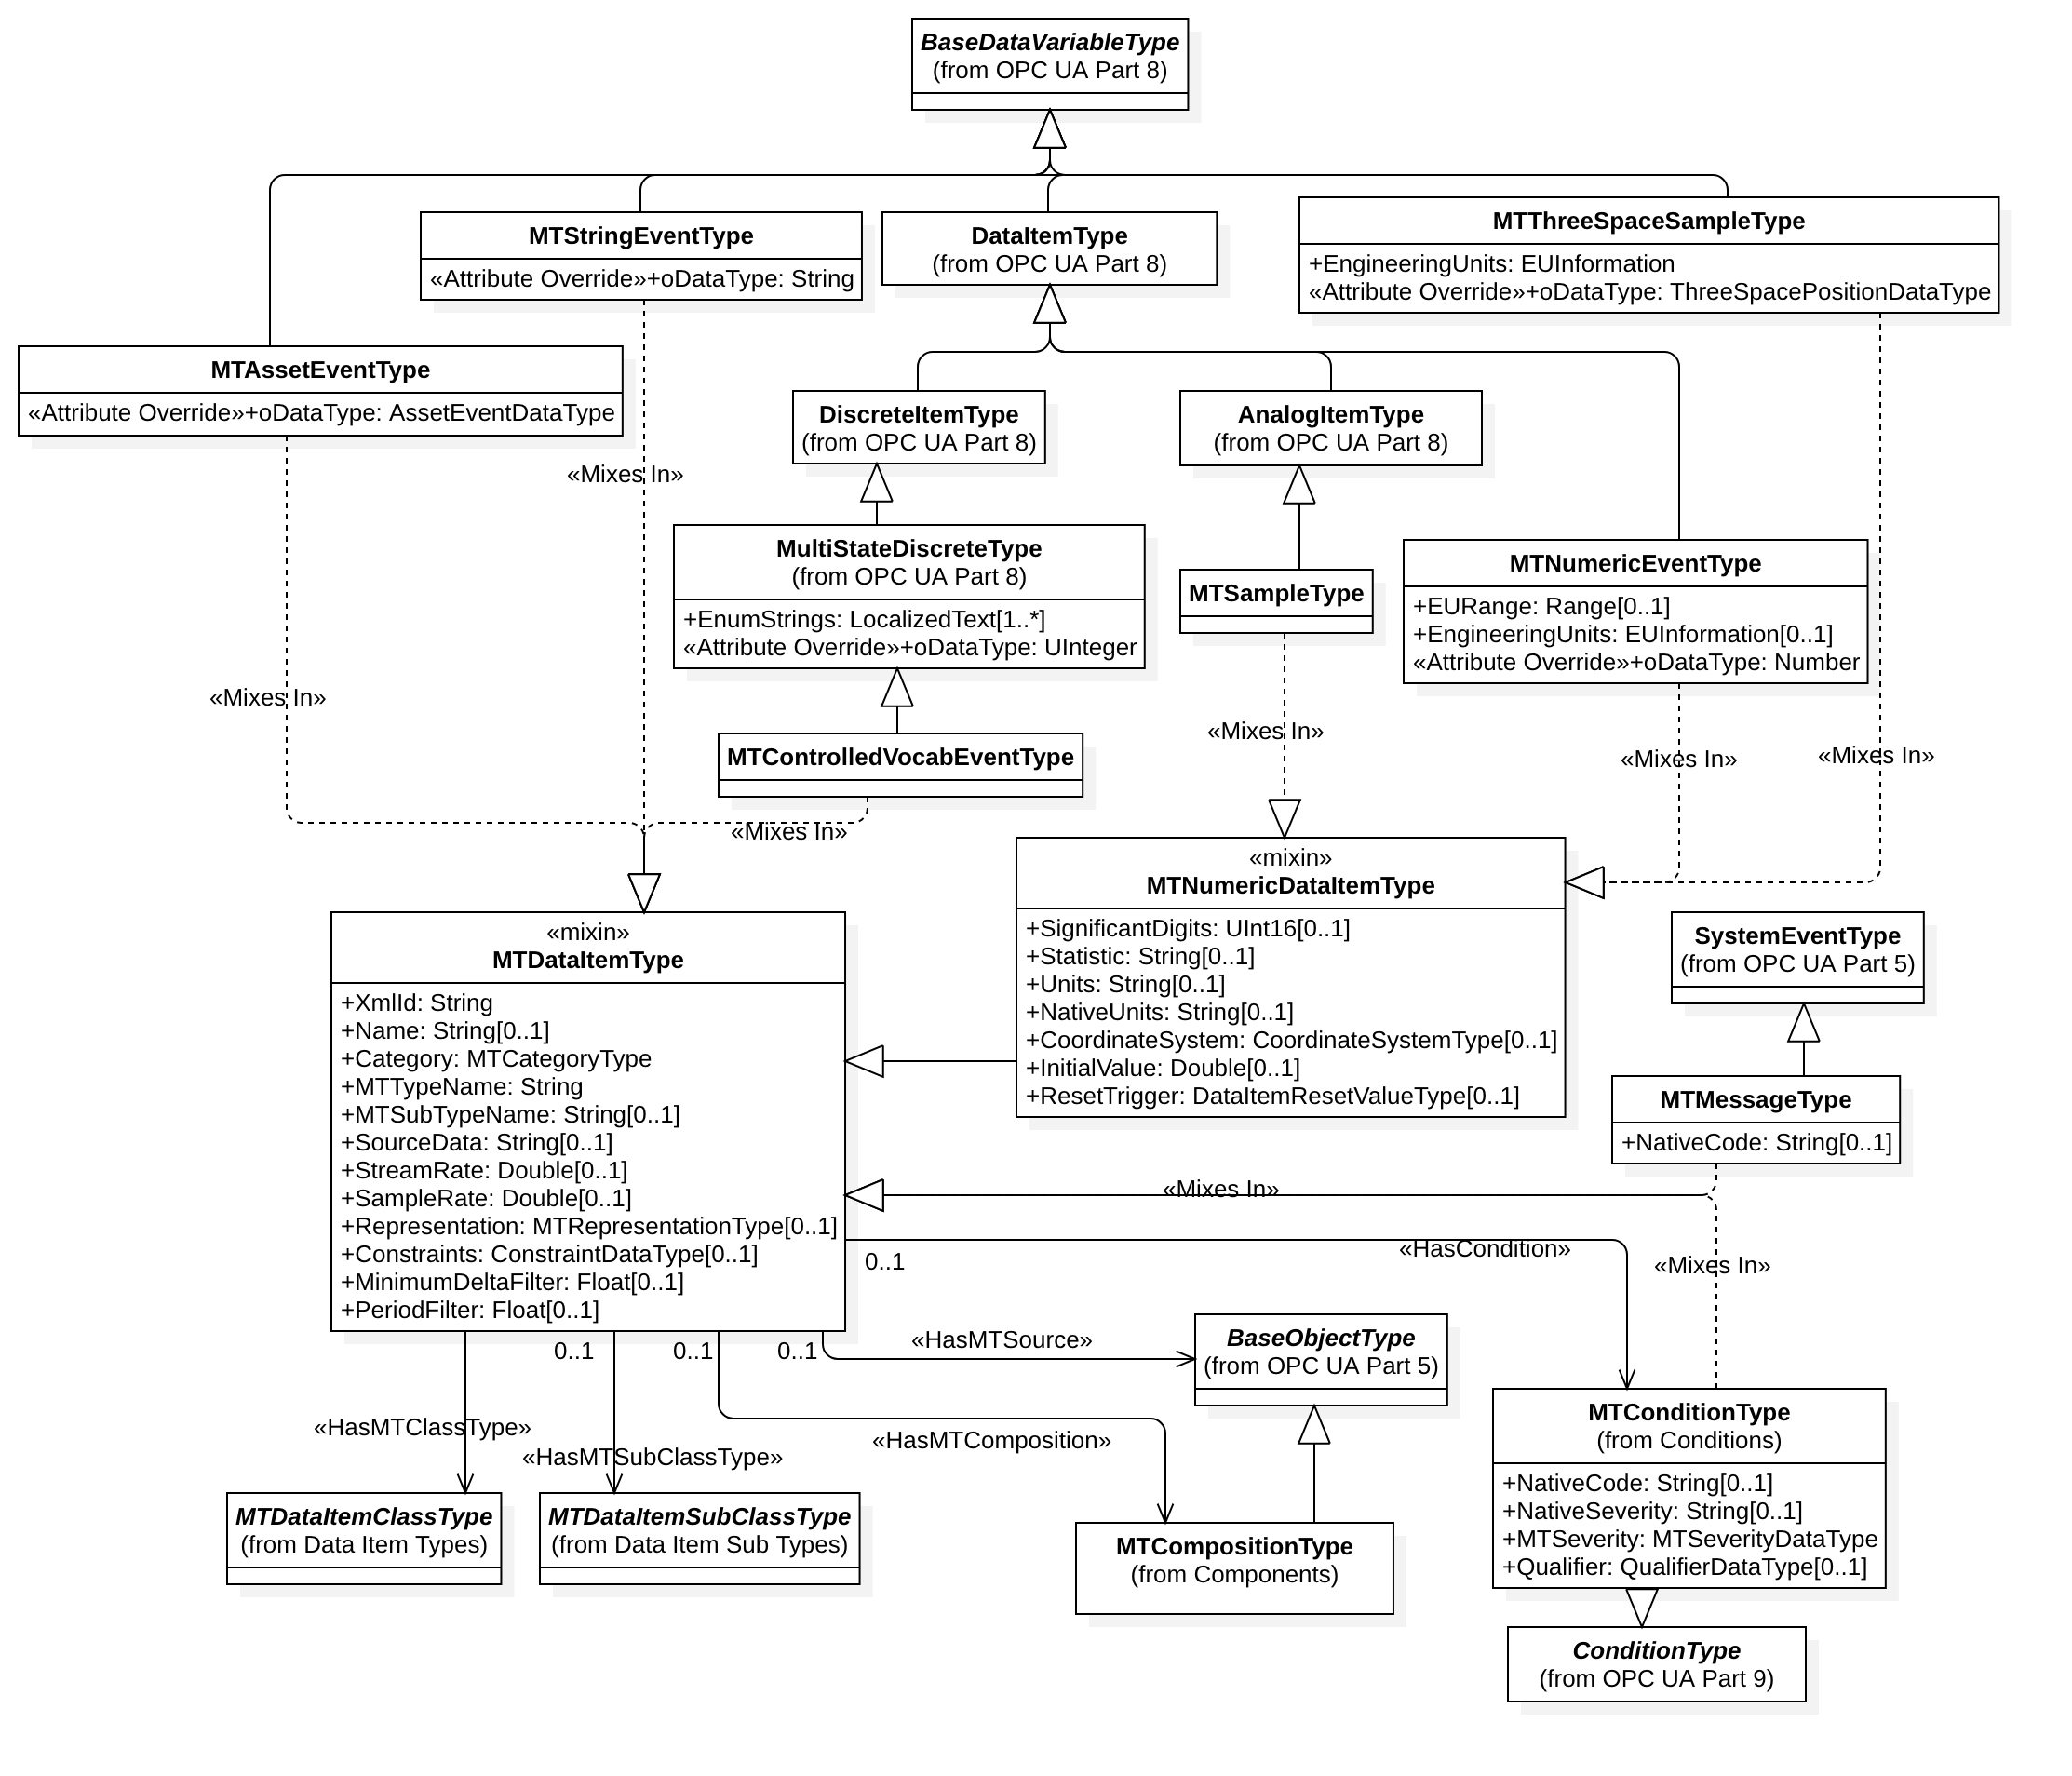 BaseDataVariableType
(from OPC UA Part 8)
MTStringEventType
«Attribute Override»+oDataType: String
DataItemType
(from OPC UA Part 8)
MTThreeSpaceSampleType
+EngineeringUnits: EUInformation
«Attribute Override»+oDataType: ThreeSpacePositionDataType
MTAssetEventType
«Attribute Override»+oDataType: AssetEventDataType
DiscreteItemType
(from OPC UA Part 8)
AnalogItemType
(from OPC UA Part 8)
«Mixes In»
MultiStateDiscreteType
(from OPC UA Part 8)
+EnumStrings: LocalizedText[1..*]
«Attribute Override»+oDataType: UInteger
MTSampleType
MTNumericEventType
+EURange: Range[0..1]
+EngineeringUnits: EUInformation[0..1]
«Attribute Override»+oDataType: Number
«Mixes In»
«Mixes In»
«Mixes In»
«Mixes In»
MTControlledVocabEventType
«Mixes In»
«mixin»
MTNumericDataItemType
+SignificantDigits: UInt16[0..1]
+Statistic: String[0..1]
+Units: String[0..1]
+NativeUnits: String[0..1]
+CoordinateSystem: CoordinateSystemType[0..1]
+InitialValue: Double[0..1]
+ResetTrigger: DataItemResetValueType[0..1]
SystemEventType
(from OPC UA Part 5)
«mixin»
MTDataItemType
+XmlId: String
+Name: String[0..1]
+Category: MTCategoryType
+MTTypeName: String
+MTSubTypeName: String[0..1]
+SourceData: String[0..1]
+StreamRate: Double[0..1]
+SampleRate: Double[0..1]
+Representation: MTRepresentationType[0..1]
+Constraints: ConstraintDataType[0..1]
+MinimumDeltaFilter: Float[0..1]
+PeriodFilter: Float[0..1]
MTMessageType
+NativeCode: String[0..1]
«Mixes In»
0..1
«HasCondition»
«Mixes In»
0..1
0..1
0..1
«HasMTSource»
BaseObjectType
(from OPC UA Part 5)
«HasMTClassType»
«HasMTSubClassType»
«HasMTComposition»
MTConditionType
(from Conditions)
+NativeCode: String[0..1]
+NativeSeverity: String[0..1]
+MTSeverity: MTSeverityDataType
+Qualifier: QualifierDataType[0..1]
MTDataItemClassType
(from Data Item Types)
MTDataItemSubClassType
(from Data Item Sub Types)
MTCompositionType
(from Components)
ConditionType
(from OPC UA Part 9)